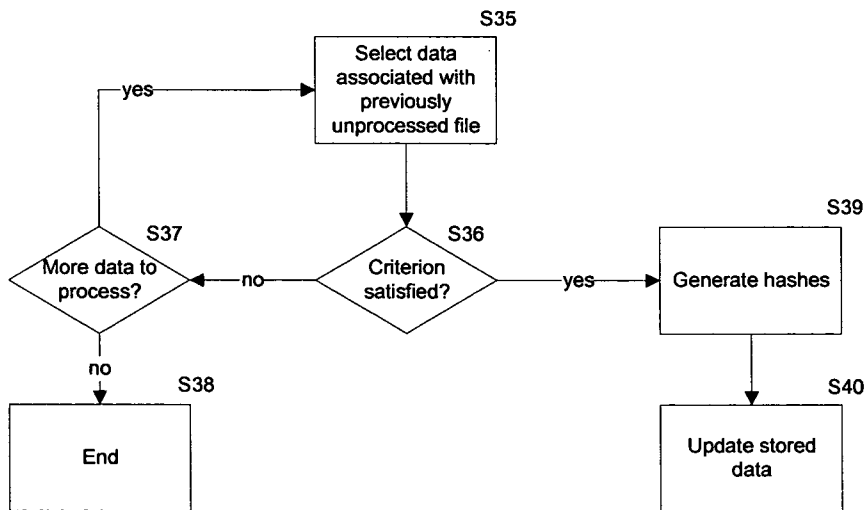 S35
Select data
associated with
previously
unprocessed file
yes
S37
More data to
process?
no
S36
Criterion
satisfied?
yes
S39
Generate hashes
no
S38
End
S40
Update stored
data